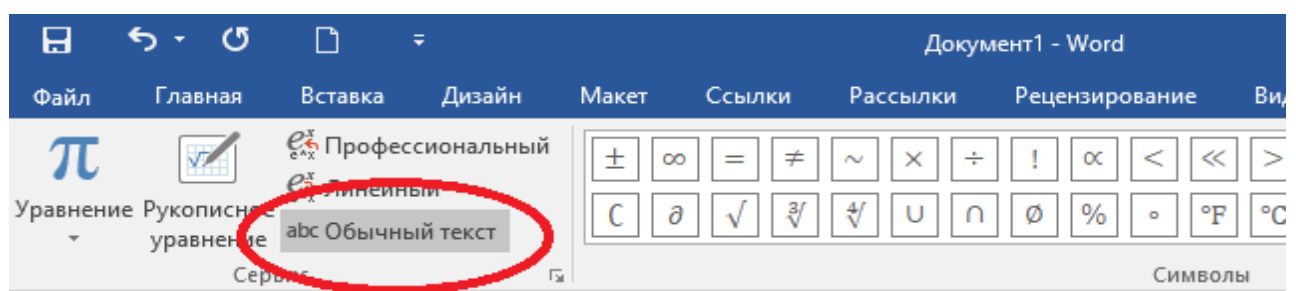 Документ1 - Word
Файл Главная Вставка Дизайн Макет Ссылки Рассылки Рецензирование
π Уравнение
Рукописное уравнение
Профессиональный
Линейный
abc Обычный текст
± ∞ = ≠ ~ × ÷ ! ∝ < ≪ >
∁ ∂ √ ∛ ∜ ∪ ∩ ∅ % ° °F °C
Символы